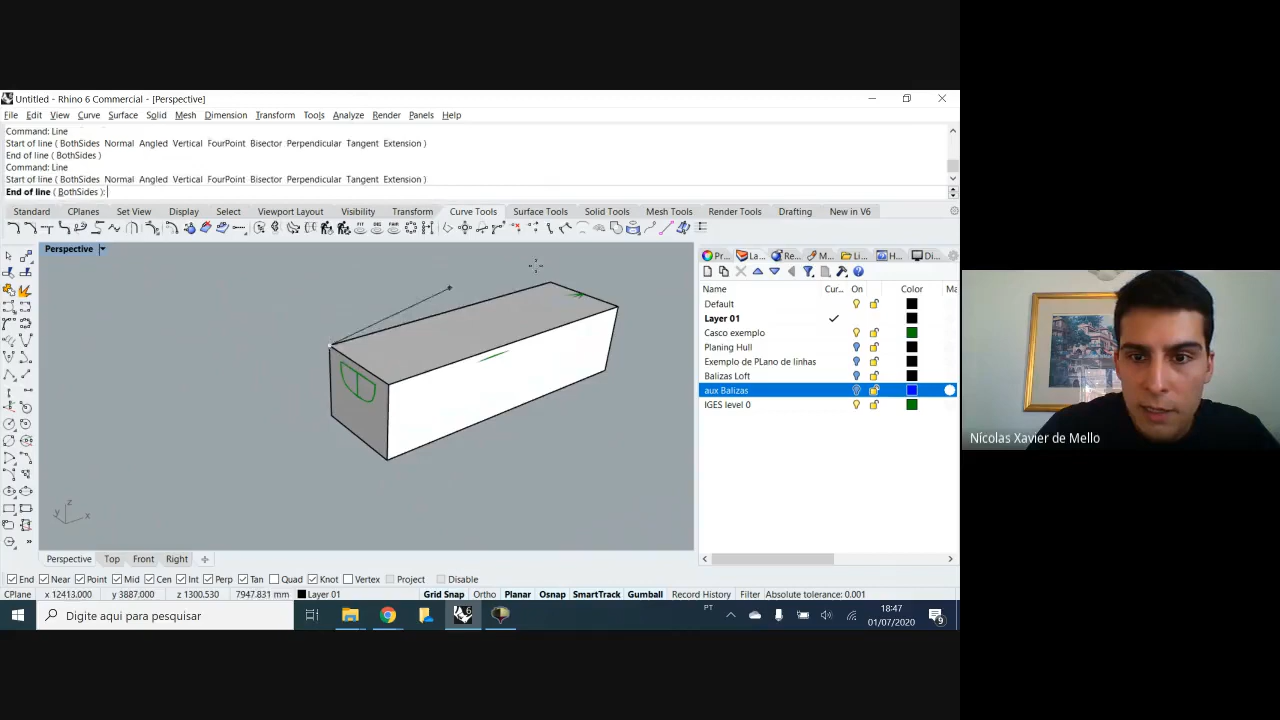 Untitled - Rhino 6 Commercial - [Perspective]
File Edit View Curve Surface Solid Mesh Dimension Transform Tools Analyze Render Panels Help
Command: Line
Start of line ( BothSides Normal Angled Vertical FourPoint Bisector Perpendicular Tangent Extension )
End of line ( BothSides )
Command: Line
Start of line ( BothSides Normal Angled Vertical FourPoint Bisector Perpendicular Tangent Extension )
End of line ( BothSides ):
Standard CPlanes Set View Display Select Viewport Layout Visibility Transform Curve Tools Surface Tools Solid Tools Mesh Tools Render Tools Drafting New in V6
Perspective
Pr... La... Re... M... Li... H... Di...
Name Cur... On Color Ma
Default
Layer 01
Casco exemplo
Planing Hull
Exemplo de PLano de linhas
Balizas Loft
aux Balizas
IGES level 0
z
y x
Perspective Top Front Right
End Near Point Mid Cen Int Perp Tan Quad Knot Vertex Project Disable
CPlane x 12413.000 y 3887.000 z 1300.530 7947.831 mm Layer 01 Grid Snap Ortho Planar Osnap SmartTrack Gumball Record History Filter Absolute tolerance: 0.001
Digite aqui para pesquisar
PT
18:47
01/07/2020
9
Nícolas Xavier de Mello